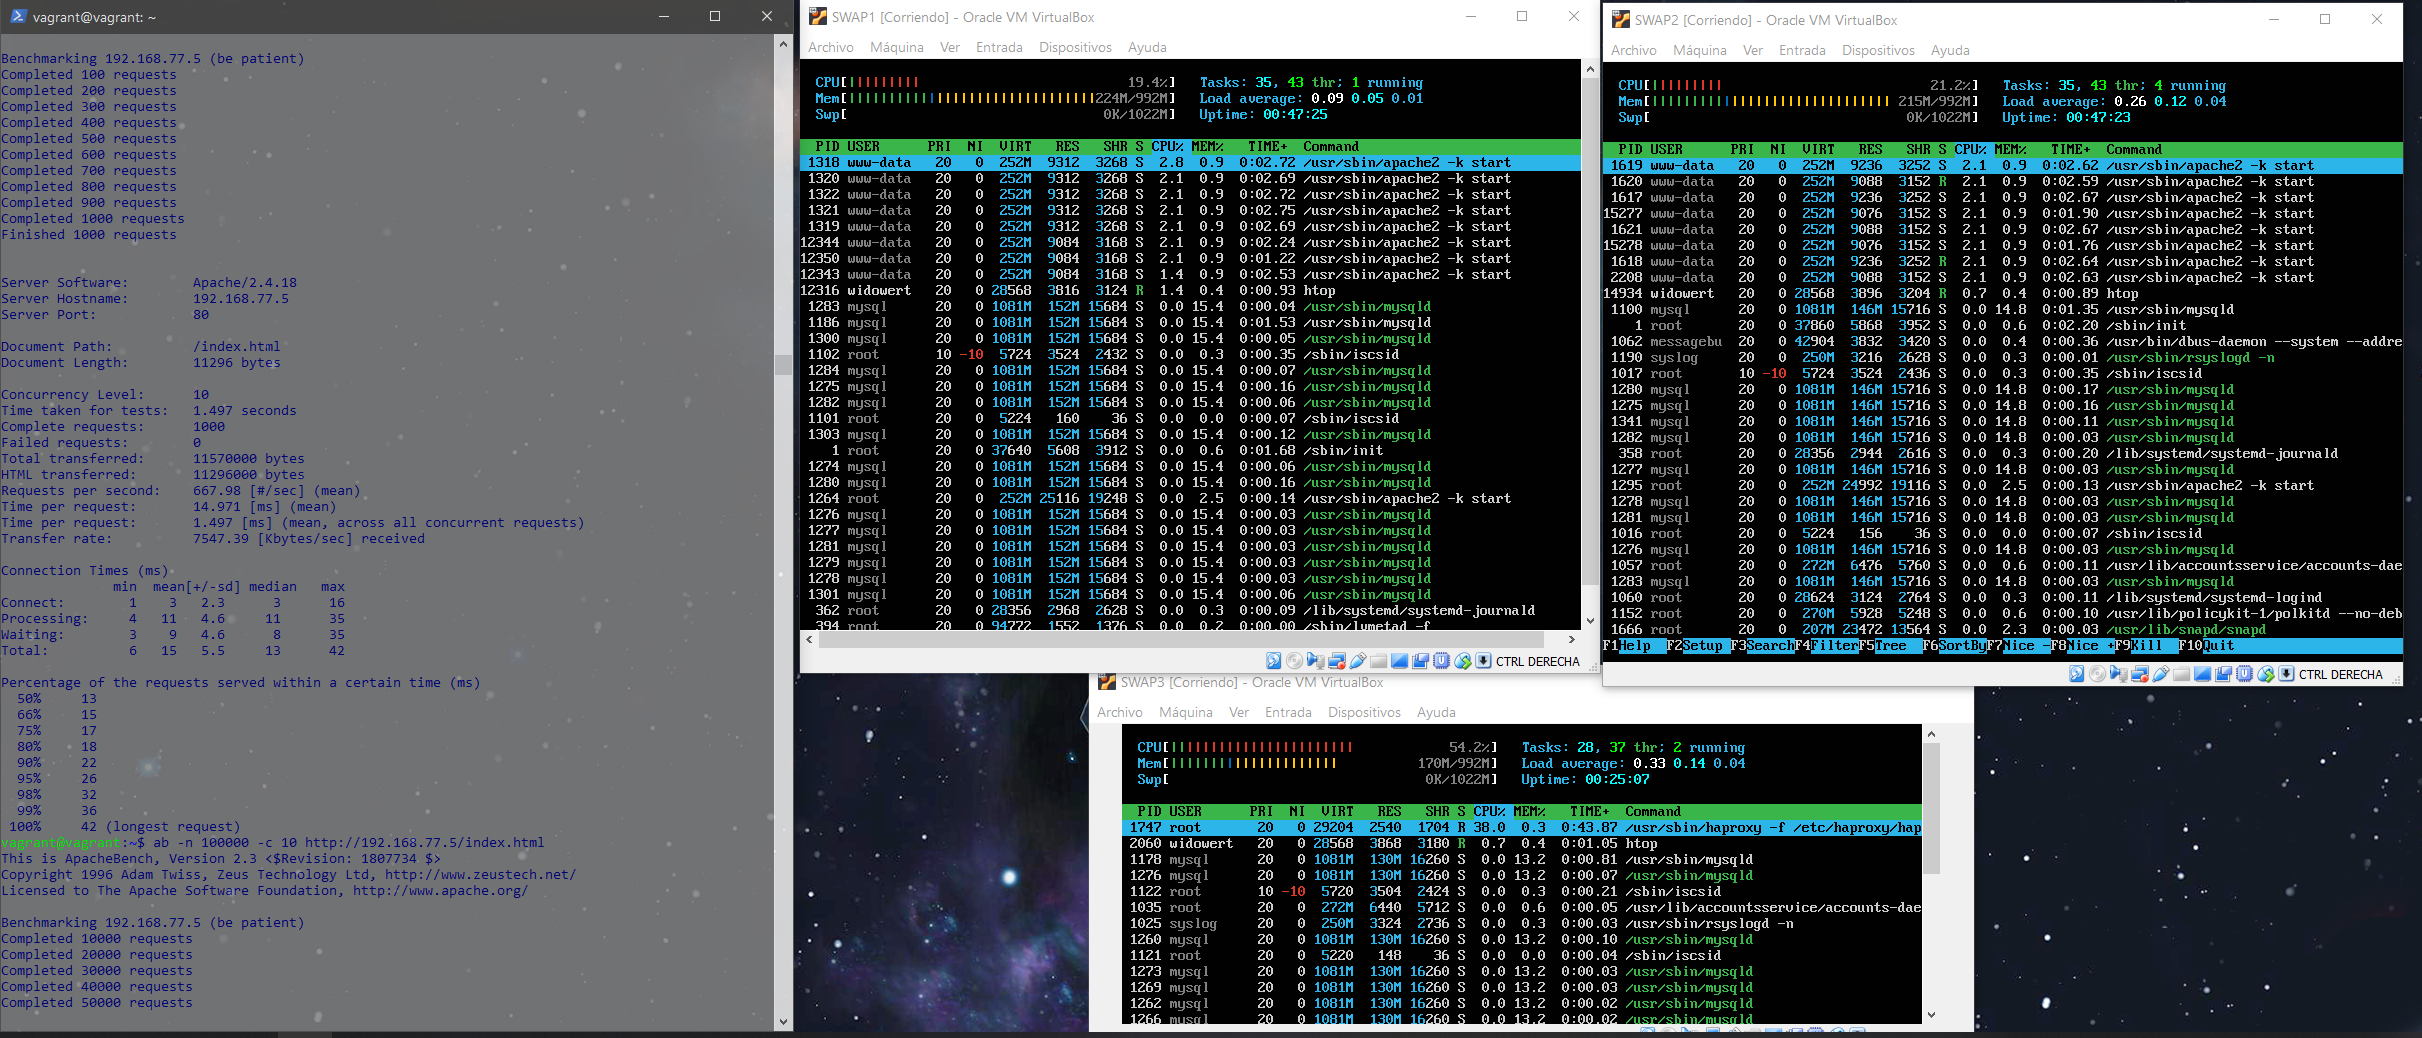 vagrant@vagrant: ~
Benchmarking 192.168.77.5 (be patient)
Completed 100 requests
Completed 200 requests
Completed 300 requests
Completed 400 requests
Completed 500 requests
Completed 600 requests
Completed 700 requests
Completed 800 requests
Completed 900 requests
Completed 1000 requests
Finished 1000 requests
Server Software: Apache/2.4.18
Server Hostname: 192.168.77.5
Server Port: 80
Document Path: /index.html
Document Length: 11296 bytes
Concurrency Level: 10
Time taken for tests: 1.497 seconds
Complete requests: 1000
Failed requests: 0
Total transferred: 11570000 bytes
HTML transferred: 11296000 bytes
Requests per second: 667.98 [#/sec] (mean)
Time per request: 14.971 [ms] (mean)
Time per request: 1.497 [ms] (mean, across all concurrent requests)
Transfer rate: 7547.39 [Kbytes/sec] received
Connection Times (ms)
min mean[+/-sd] median max
Connect: 1 3 2.3 3 16
Processing: 4 11 4.6 11 35
Waiting: 3 9 4.6 8 35
Total: 6 15 5.5 13 42
Percentage of the requests served within a certain time (ms)
50% 13
66% 15
75% 17
80% 18
90% 22
95% 26
98% 32
99% 36
100% 42 (longest request)
vagrant@vagrant:~$ ab -n 100000 -c 10 http://192.168.77.5/index.html
This is ApacheBench, Version 2.3 <$Revision: 1807734 $>
Copyright 1996 Adam Twiss, Zeus Technology Ltd, http://www.zeustech.net/
Licensed to The Apache Software Foundation, http://www.apache.org/
Benchmarking 192.168.77.5 (be patient)
Completed 10000 requests
Completed 20000 requests
Completed 30000 requests
Completed 40000 requests
Completed 50000 requests
SWAP1 [Corriendo] - Oracle VM VirtualBox
Archivo Máquina Ver Entrada Dispositivos Ayuda
CPU[||||||||| 19.4%] Tasks: 35, 43 thr; 1 running
Mem[||||||||||||||||||||||||||||||||224M/992M] Load average: 0.09 0.05 0.01
Swp[ 0K/1022M] Uptime: 00:47:25
PID USER PRI NI VIRT RES SHR S CPU% MEM% TIME+ Command
1318 www-data 20 0 252M 9312 3268 S 2.8 0.9 0:02.72 /usr/sbin/apache2 -k start
1320 www-data 20 0 252M 9312 3268 S 2.1 0.9 0:02.69 /usr/sbin/apache2 -k start
1322 www-data 20 0 252M 9312 3268 S 2.1 0.9 0:02.72 /usr/sbin/apache2 -k start
1321 www-data 20 0 252M 9312 3268 S 2.1 0.9 0:02.75 /usr/sbin/apache2 -k start
1319 www-data 20 0 252M 9312 3268 S 2.1 0.9 0:02.69 /usr/sbin/apache2 -k start
12344 www-data 20 0 252M 9084 3168 S 2.1 0.9 0:02.24 /usr/sbin/apache2 -k start
12350 www-data 20 0 252M 9084 3168 S 2.1 0.9 0:01.22 /usr/sbin/apache2 -k start
12343 www-data 20 0 252M 9084 3168 S 1.4 0.9 0:02.53 /usr/sbin/apache2 -k start
12316 widowert 20 0 28568 3816 3124 R 1.4 0.4 0:00.93 htop
1283 mysql 20 0 1081M 152M 15684 S 0.0 15.4 0:00.04 /usr/sbin/mysqld
1186 mysql 20 0 1081M 152M 15684 S 0.0 15.4 0:01.53 /usr/sbin/mysqld
1300 mysql 20 0 1081M 152M 15684 S 0.0 15.4 0:00.05 /usr/sbin/mysqld
1102 root 10 -10 5724 3524 2432 S 0.0 0.3 0:00.35 /sbin/iscsid
1284 mysql 20 0 1081M 152M 15684 S 0.0 15.4 0:00.07 /usr/sbin/mysqld
1275 mysql 20 0 1081M 152M 15684 S 0.0 15.4 0:00.16 /usr/sbin/mysqld
1282 mysql 20 0 1081M 152M 15684 S 0.0 15.4 0:00.06 /usr/sbin/mysqld
1101 root 20 0 5224 160 36 S 0.0 0.0 0:00.07 /sbin/iscsid
1303 mysql 20 0 1081M 152M 15684 S 0.0 15.4 0:00.12 /usr/sbin/mysqld
1 root 20 0 37640 5608 3912 S 0.0 0.6 0:01.68 /sbin/init
1274 mysql 20 0 1081M 152M 15684 S 0.0 15.4 0:00.06 /usr/sbin/mysqld
1280 mysql 20 0 1081M 152M 15684 S 0.0 15.4 0:00.16 /usr/sbin/mysqld
1264 root 20 0 252M 25116 19248 S 0.0 2.5 0:00.14 /usr/sbin/apache2 -k start
1276 mysql 20 0 1081M 152M 15684 S 0.0 15.4 0:00.03 /usr/sbin/mysqld
1277 mysql 20 0 1081M 152M 15684 S 0.0 15.4 0:00.03 /usr/sbin/mysqld
1281 mysql 20 0 1081M 152M 15684 S 0.0 15.4 0:00.03 /usr/sbin/mysqld
1279 mysql 20 0 1081M 152M 15684 S 0.0 15.4 0:00.03 /usr/sbin/mysqld
1278 mysql 20 0 1081M 152M 15684 S 0.0 15.4 0:00.03 /usr/sbin/mysqld
1301 mysql 20 0 1081M 152M 15684 S 0.0 15.4 0:00.06 /usr/sbin/mysqld
362 root 20 0 28356 2968 2628 S 0.0 0.3 0:00.09 /lib/systemd/systemd-journald
394 root 20 0 94772 1552 1376 S 0.0 0.2 0:00.00 /sbin/lvmetad -f
CTRL DERECHA
SWAP2 [Corriendo] - Oracle VM VirtualBox
Archivo Máquina Ver Entrada Dispositivos Ayuda
CPU[||||||||| 21.2%] Tasks: 35, 43 thr; 4 running
Mem[||||||||||||||||||||||||||||||| 215M/992M] Load average: 0.26 0.12 0.04
Swp[ 0K/1022M] Uptime: 00:47:23
PID USER PRI NI VIRT RES SHR S CPU% MEM% TIME+ Command
1619 www-data 20 0 252M 9236 3252 S 2.1 0.9 0:02.62 /usr/sbin/apache2 -k start
1620 www-data 20 0 252M 9088 3152 R 2.1 0.9 0:02.59 /usr/sbin/apache2 -k start
1617 www-data 20 0 252M 9236 3252 S 2.1 0.9 0:02.67 /usr/sbin/apache2 -k start
15277 www-data 20 0 252M 9076 3152 S 2.1 0.9 0:01.90 /usr/sbin/apache2 -k start
1621 www-data 20 0 252M 9088 3152 S 2.1 0.9 0:02.67 /usr/sbin/apache2 -k start
15278 www-data 20 0 252M 9076 3152 S 2.1 0.9 0:01.76 /usr/sbin/apache2 -k start
1618 www-data 20 0 252M 9236 3252 R 2.1 0.9 0:02.64 /usr/sbin/apache2 -k start
2208 www-data 20 0 252M 9088 3152 S 2.1 0.9 0:02.63 /usr/sbin/apache2 -k start
14934 widowert 20 0 28568 3896 3204 R 0.7 0.4 0:00.89 htop
1100 mysql 20 0 1081M 146M 15716 S 0.0 14.8 0:01.35 /usr/sbin/mysqld
1 root 20 0 37860 5868 3952 S 0.0 0.6 0:02.20 /sbin/init
1062 messagebu 20 0 42904 3832 3420 S 0.0 0.4 0:00.36 /usr/bin/dbus-daemon --system --addre
1190 syslog 20 0 250M 3216 2628 S 0.0 0.3 0:00.01 /usr/sbin/rsyslogd -n
1017 root 10 -10 5724 3524 2436 S 0.0 0.3 0:00.35 /sbin/iscsid
1280 mysql 20 0 1081M 146M 15716 S 0.0 14.8 0:00.17 /usr/sbin/mysqld
1275 mysql 20 0 1081M 146M 15716 S 0.0 14.8 0:00.16 /usr/sbin/mysqld
1341 mysql 20 0 1081M 146M 15716 S 0.0 14.8 0:00.11 /usr/sbin/mysqld
1282 mysql 20 0 1081M 146M 15716 S 0.0 14.8 0:00.03 /usr/sbin/mysqld
358 root 20 0 28356 2944 2616 S 0.0 0.3 0:00.20 /lib/systemd/systemd-journald
1277 mysql 20 0 1081M 146M 15716 S 0.0 14.8 0:00.03 /usr/sbin/mysqld
1295 root 20 0 252M 24992 19116 S 0.0 2.5 0:00.13 /usr/sbin/apache2 -k start
1278 mysql 20 0 1081M 146M 15716 S 0.0 14.8 0:00.03 /usr/sbin/mysqld
1281 mysql 20 0 1081M 146M 15716 S 0.0 14.8 0:00.03 /usr/sbin/mysqld
1016 root 20 0 5224 156 36 S 0.0 0.0 0:00.07 /sbin/iscsid
1276 mysql 20 0 1081M 146M 15716 S 0.0 14.8 0:00.03 /usr/sbin/mysqld
1057 root 20 0 272M 6476 5760 S 0.0 0.6 0:00.11 /usr/lib/accountsservice/accounts-dae
1283 mysql 20 0 1081M 146M 15716 S 0.0 14.8 0:00.03 /usr/sbin/mysqld
1060 root 20 0 28624 3124 2764 S 0.0 0.3 0:00.11 /lib/systemd/systemd-logind
1152 root 20 0 270M 5928 5248 S 0.0 0.6 0:00.10 /usr/lib/policykit-1/polkitd --no-deb
1666 root 20 0 207M 23472 13564 S 0.0 2.3 0:00.03 /usr/lib/snapd/snapd
F1Help F2Setup F3SearchF4FilterF5Tree F6SortByF7Nice -F8Nice +F9Kill F10Quit
CTRL DERECHA
SWAP3 [Corriendo] - Oracle VM VirtualBox
Archivo Máquina Ver Entrada Dispositivos Ayuda
CPU[||||||||||||||||||||||| 54.2%] Tasks: 28, 37 thr; 2 running
Mem[||||||||||||||||||||| 170M/992M] Load average: 0.33 0.14 0.04
Swp[ 0K/1022M] Uptime: 00:25:07
PID USER PRI NI VIRT RES SHR S CPU% MEM% TIME+ Command
1747 root 20 0 29204 2540 1704 R 38.0 0.3 0:43.87 /usr/sbin/haproxy -f /etc/haproxy/hap
2060 widowert 20 0 28568 3868 3180 R 0.7 0.4 0:01.05 htop
1178 mysql 20 0 1081M 130M 16260 S 0.0 13.2 0:00.81 /usr/sbin/mysqld
1276 mysql 20 0 1081M 130M 16260 S 0.0 13.2 0:00.07 /usr/sbin/mysqld
1122 root 10 -10 5720 3504 2424 S 0.0 0.3 0:00.21 /sbin/iscsid
1035 root 20 0 272M 6440 5712 S 0.0 0.6 0:00.05 /usr/lib/accountsservice/accounts-dae
1025 syslog 20 0 250M 3324 2736 S 0.0 0.3 0:00.03 /usr/sbin/rsyslogd -n
1260 mysql 20 0 1081M 130M 16260 S 0.0 13.2 0:00.10 /usr/sbin/mysqld
1121 root 20 0 5220 148 36 S 0.0 0.0 0:00.04 /sbin/iscsid
1273 mysql 20 0 1081M 130M 16260 S 0.0 13.2 0:00.03 /usr/sbin/mysqld
1269 mysql 20 0 1081M 130M 16260 S 0.0 13.2 0:00.03 /usr/sbin/mysqld
1262 mysql 20 0 1081M 130M 16260 S 0.0 13.2 0:00.02 /usr/sbin/mysqld
1266 mysql 20 0 1081M 130M 16260 S 0.0 13.2 0:00.02 /usr/sbin/mysqld